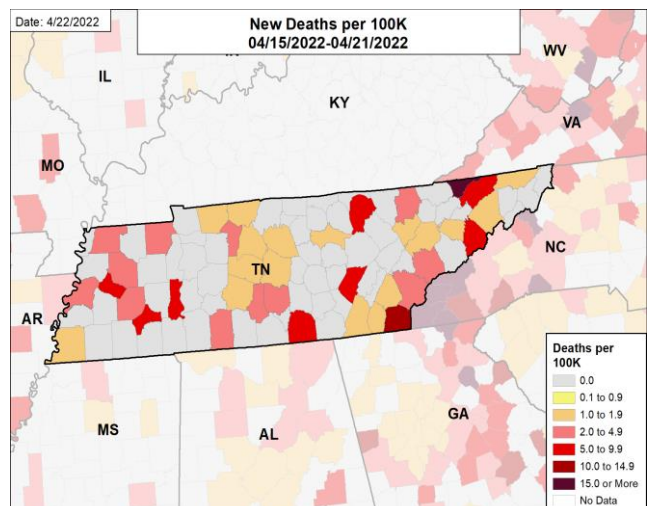 Date: 4/22/2022
New Deaths per 100K
04/15/2022-04/21/2022
WV
IL
KY
VA
MO
NC
TN
AR
MS
AL
GA
Deaths per
100K
0.0
0.1 to 0.9
1.0 to 1.9
2.0 to 4.9
5.0 to 9.9
10.0 to 14.9
15.0 or More
No Data